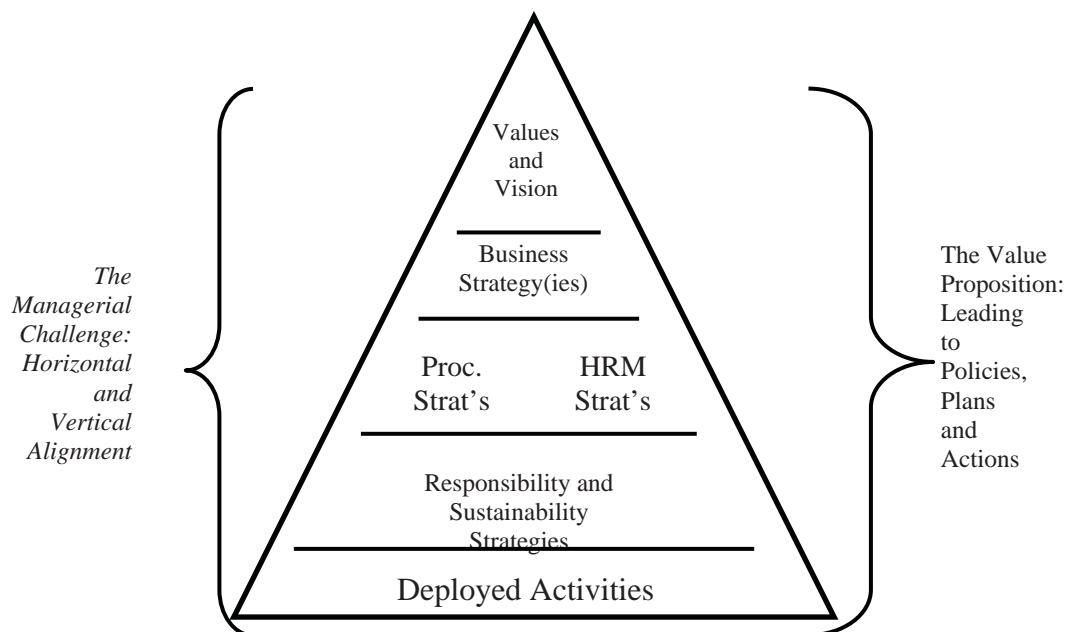 Values
and
Vision
Business
Strategy(ies)
Proc.
Strat's
HRM
Strat's
Responsibility and
Sustainability
Strategies
Deployed Activities
The
Managerial
Challenge:
Horizontal
and
Vertical
Alignment
The Value
Proposition:
Leading
to
Policies,
Plans
and
Actions